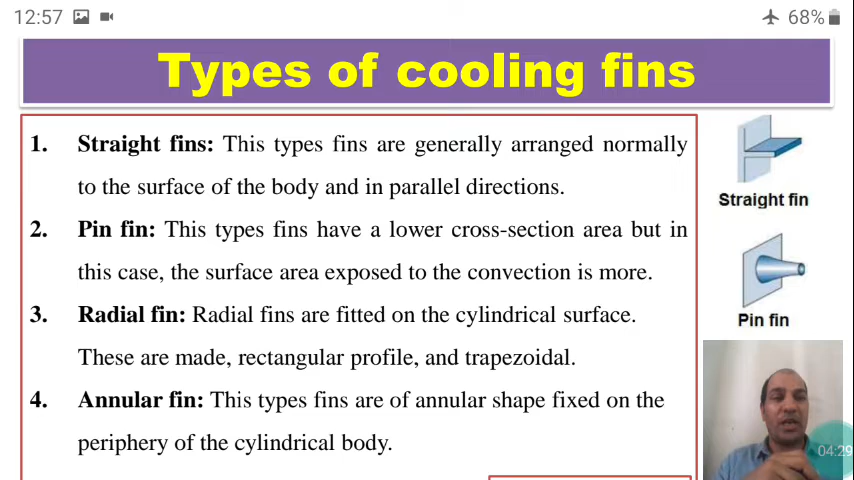 12:57
68%
Types of cooling fins
1. Straight fins: This types fins are generally arranged normally
to the surface of the body and in parallel directions.
2. Pin fin: This types fins have a lower cross-section area but in
this case, the surface area exposed to the convection is more.
3. Radial fin: Radial fins are fitted on the cylindrical surface.
These are made, rectangular profile, and trapezoidal.
4. Annular fin: This types fins are of annular shape fixed on the
periphery of the cylindrical body.
Straight fin
Pin fin
04:29